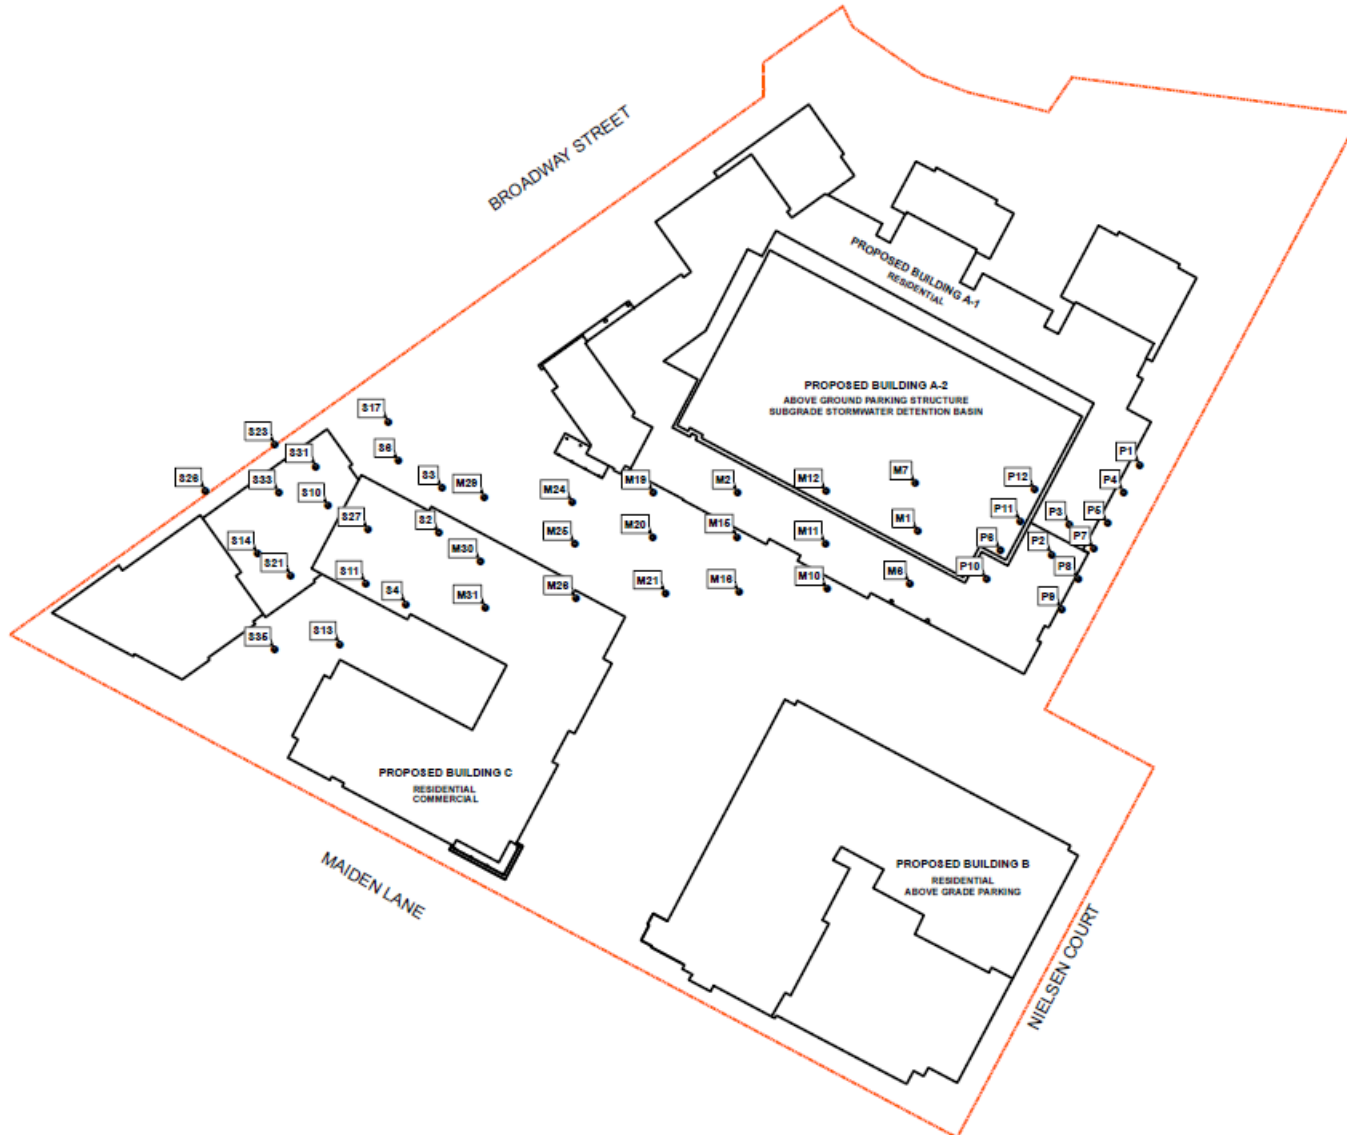 BROADWAY STREET
PROPOSED BUILDING A-1
RESIDENTIAL
PROPOSED BUILDING A-2
ABOVE GROUND PARKING STRUCTURE
SUBGRADE STORMWATER DETENTION BASIN
S17
S23
S6
S31
P1
S26
S33
S3
M29
M24
M19
M2
M12
M7
P12
P4
S10
S27
S2
M25
M20
M15
M11
M1
P11
P3
P5
S14
S21
M30
P6
P2
P7
S11
S4
M31
M26
M21
M16
M10
M6
P10
P8
P9
S35
S13
PROPOSED BUILDING C
RESIDENTIAL
COMMERCIAL
MAIDEN LANE
PROPOSED BUILDING B
RESIDENTIAL
ABOVE GRADE PARKING
NIELSEN COURT